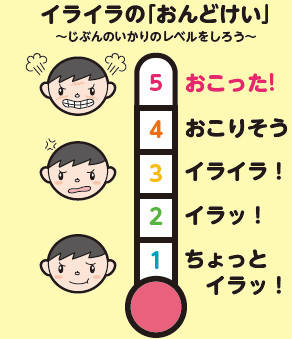 イライラの「おんどけい」
〜じぶんのいかりのレベルをしろう〜
5 おこった!
4 おこりそう
3 イライラ！
2 イラッ！
1 ちょっと
イラッ！